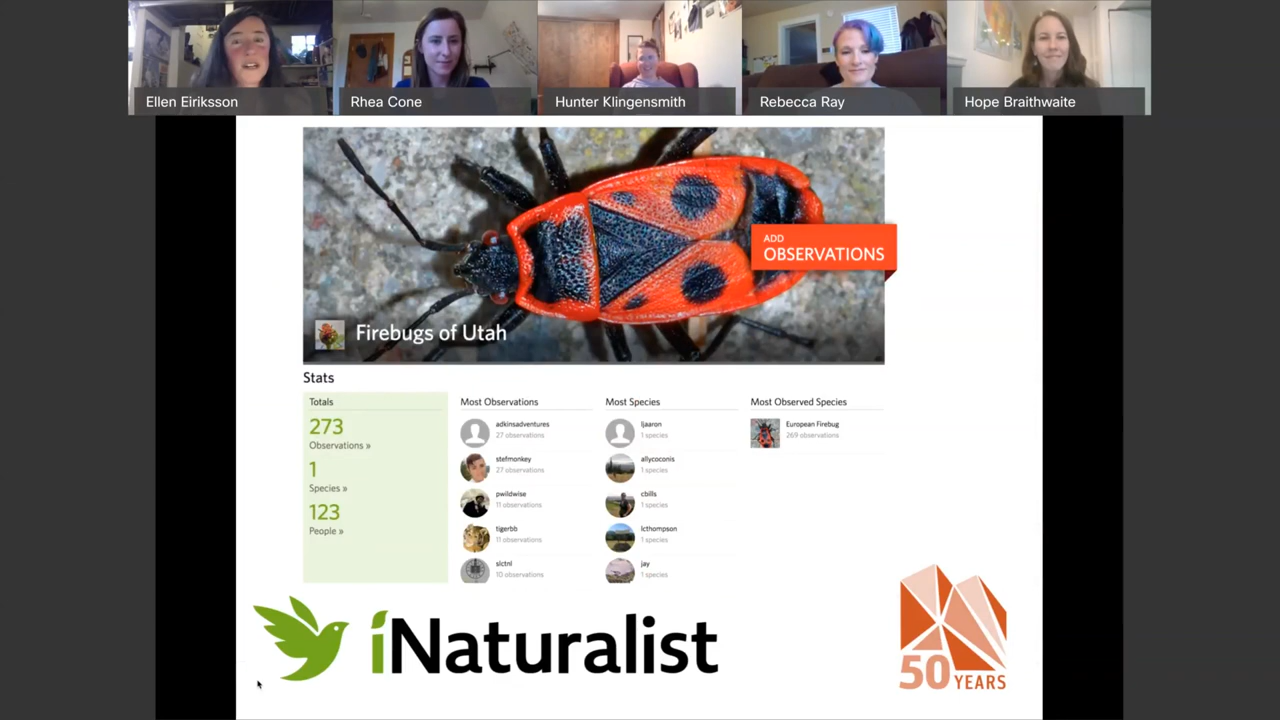 Ellen Eiriksson
Rhea Cone
Hunter Klingensmith
Rebecca Ray
Hope Braithwaite
ADD
OBSERVATIONS
Firebugs of Utah
Stats
Totals
273
Observations »
1
Species »
123
People »
Most Observations
adkinsadventures
27 observations
stefmonkey
27 observations
pwildwise
11 observations
tigerbb
11 observations
slctnl
10 observations
Most Species
ljaaron
1 species
allycoconis
1 species
cbills
1 species
lcthompson
1 species
jay
1 species
Most Observed Species
European Firebug
269 observations
iNaturalist
50 YEARS